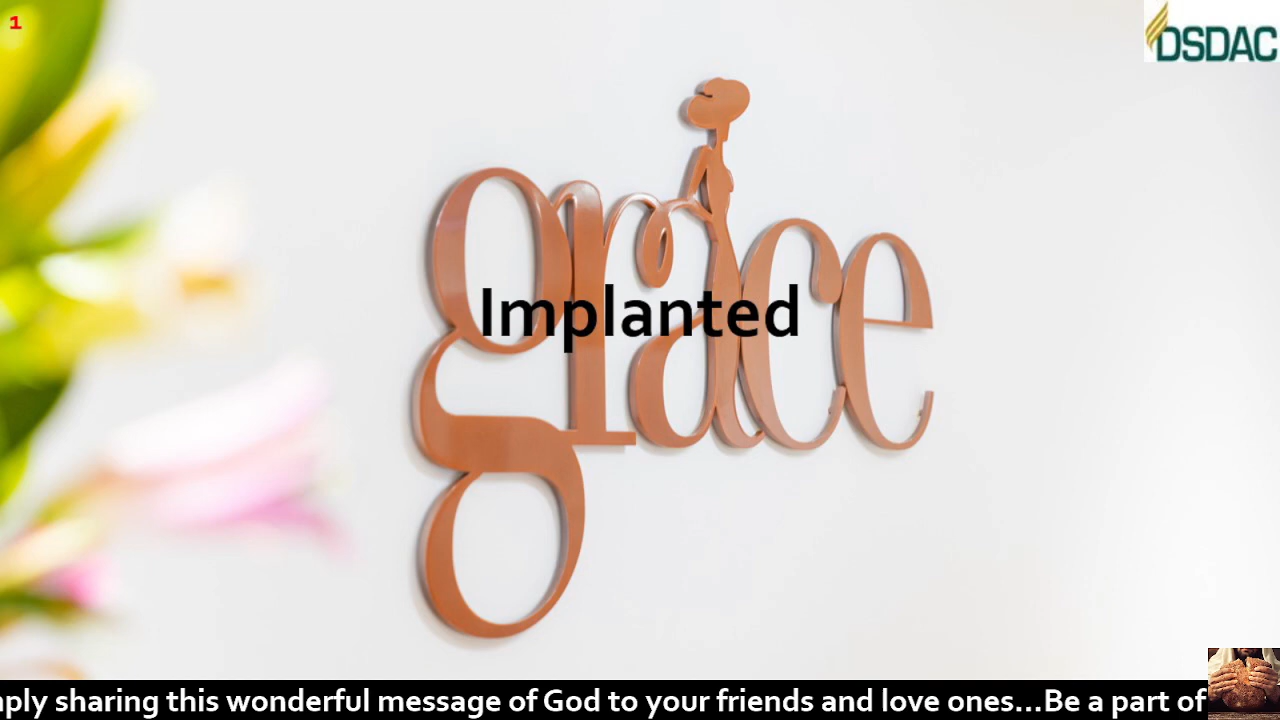 1
DSDAC
grace
Implanted
ply sharing this wonderful message of God to your friends and love ones...Be a part of